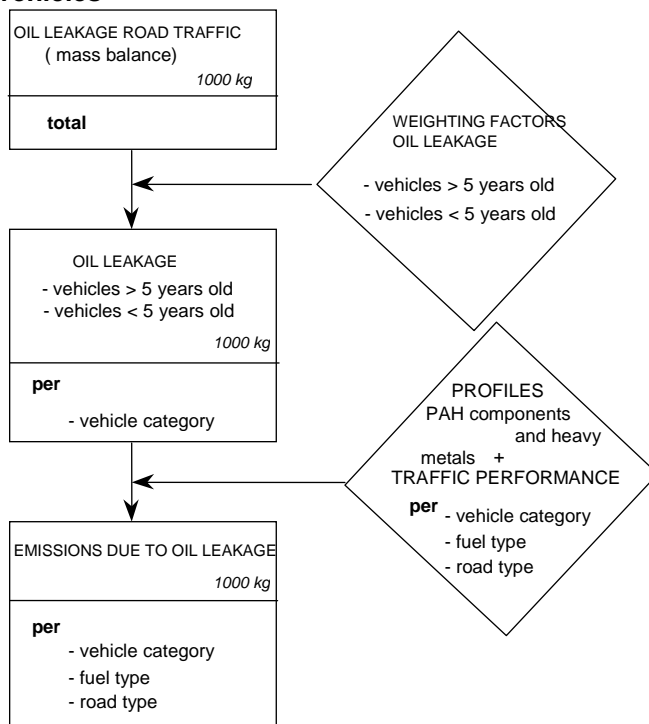 OIL LEAKAGE ROAD TRAFFIC
( mass balance)
1000 kg
total
WEIGHTING FACTORS
OIL LEAKAGE
- vehicles > 5 years old
- vehicles < 5 years old
OIL LEAKAGE
- vehicles > 5 years old
- vehicles < 5 years old
1000 kg
per
- vehicle category
PROFILES
PAH components
and heavy
metals +
TRAFFIC PERFORMANCE
per
- vehicle category
- fuel type
- road type
EMISSIONS DUE TO OIL LEAKAGE
1000 kg
per
- vehicle category
- fuel type
- road type